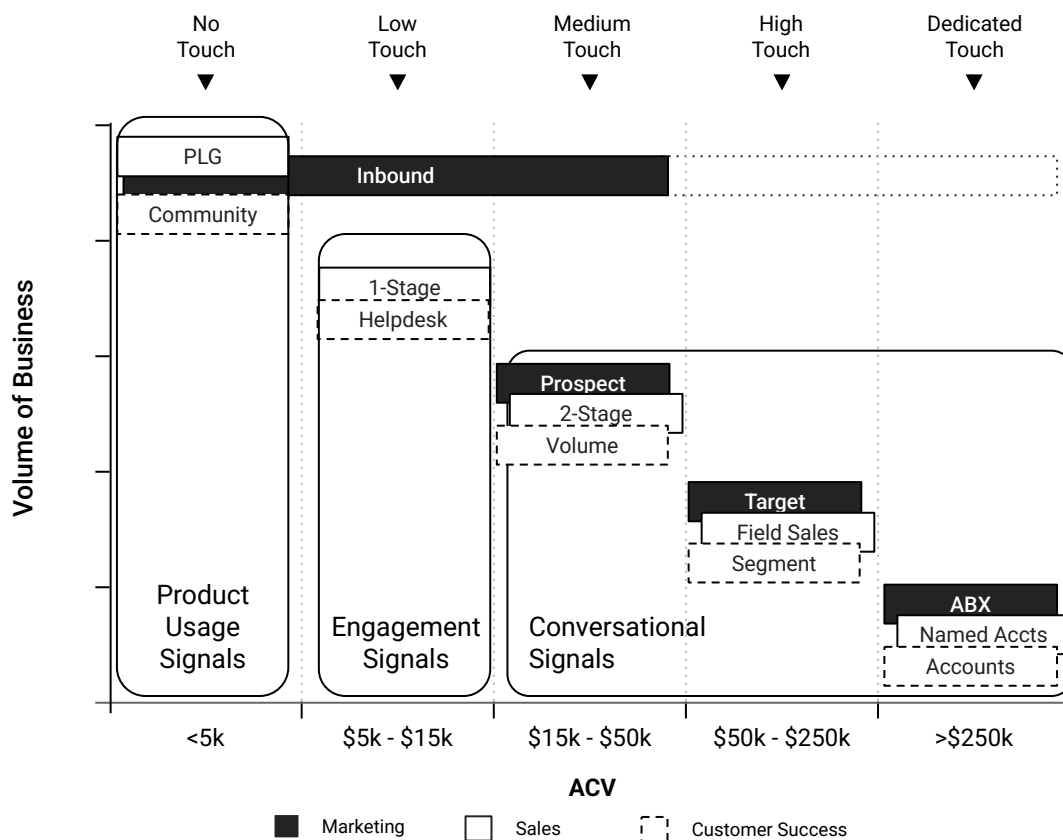 No
Touch
Low
Touch
Medium
Touch
High
Touch
Dedicated
Touch
PLG
Inbound
Community
1-Stage
Helpdesk
Prospect
2-Stage
Volume
Target
Field Sales
Segment
ABX
Named Accts
Accounts
Product
Usage
Signals
Engagement
Signals
Conversational
Signals
Volume of Business
<5k
$5k - $15k
$15k - $50k
$50k - $250k
>$250k
ACV
Marketing
Sales
Customer Success